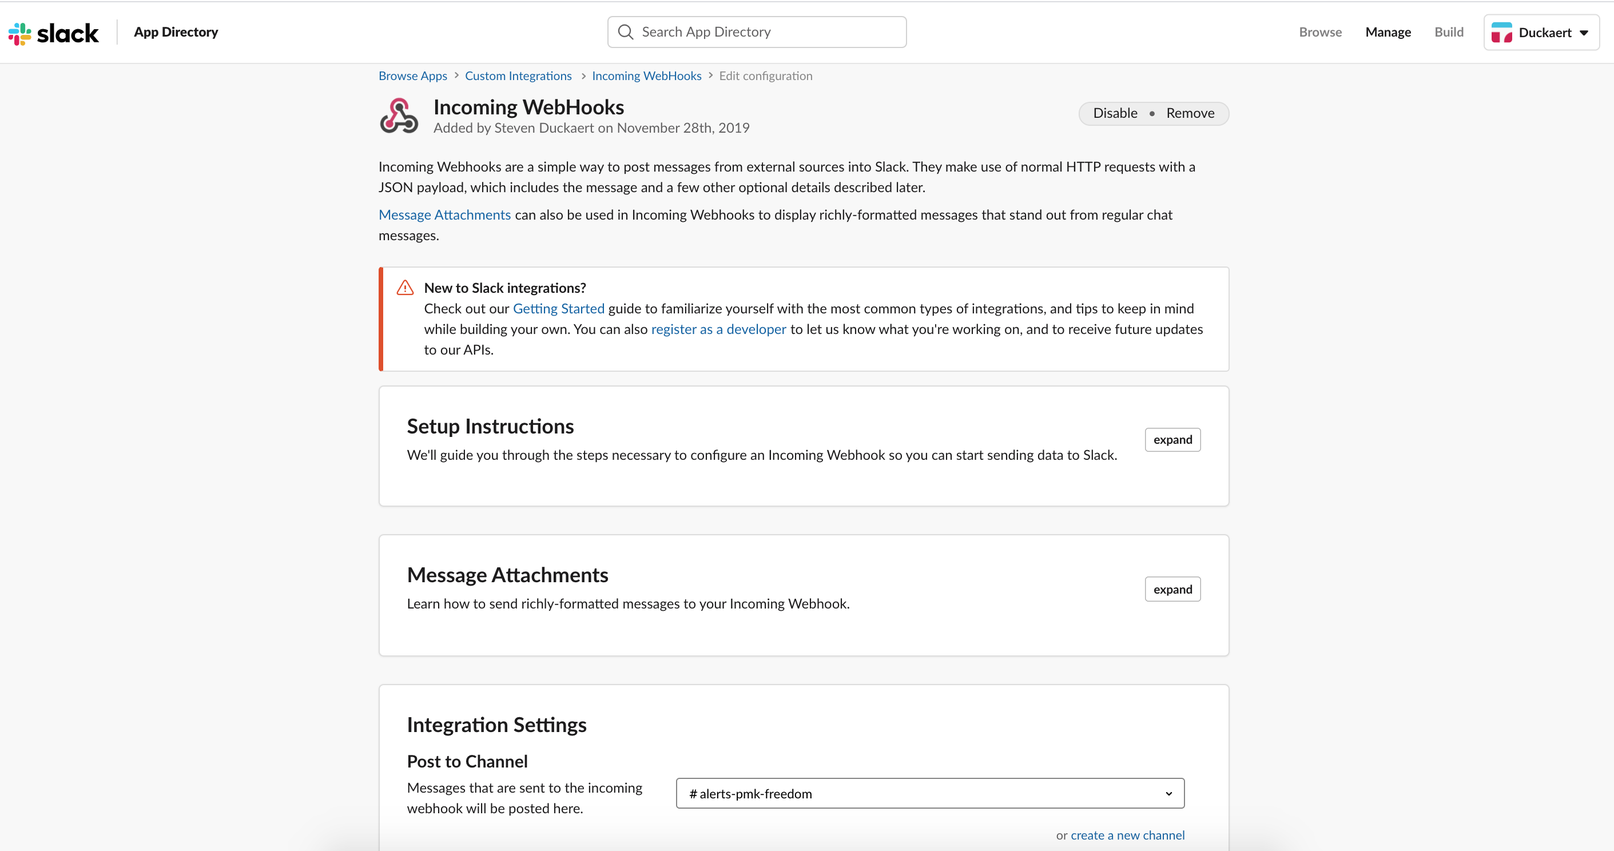 slack App Directory Search App Directory Browse Manage Build Duckaert
Browse Apps > Custom Integrations > Incoming WebHooks > Edit configuration
Incoming WebHooks
Added by Steven Duckaert on November 28th, 2019
Disable • Remove
Incoming Webhooks are a simple way to post messages from external sources into Slack. They make use of normal HTTP requests with a
JSON payload, which includes the message and a few other optional details described later.
Message Attachments can also be used in Incoming Webhooks to display richly-formatted messages that stand out from regular chat
messages.
New to Slack integrations?
Check out our Getting Started guide to familiarize yourself with the most common types of integrations, and tips to keep in mind
while building your own. You can also register as a developer to let us know what you're working on, and to receive future updates
to our APIs.
Setup Instructions
expand
We'll guide you through the steps necessary to configure an Incoming Webhook so you can start sending data to Slack.
Message Attachments
expand
Learn how to send richly-formatted messages to your Incoming Webhook.
Integration Settings
Post to Channel
Messages that are sent to the incoming
webhook will be posted here.
# alerts-pmk-freedom
or create a new channel